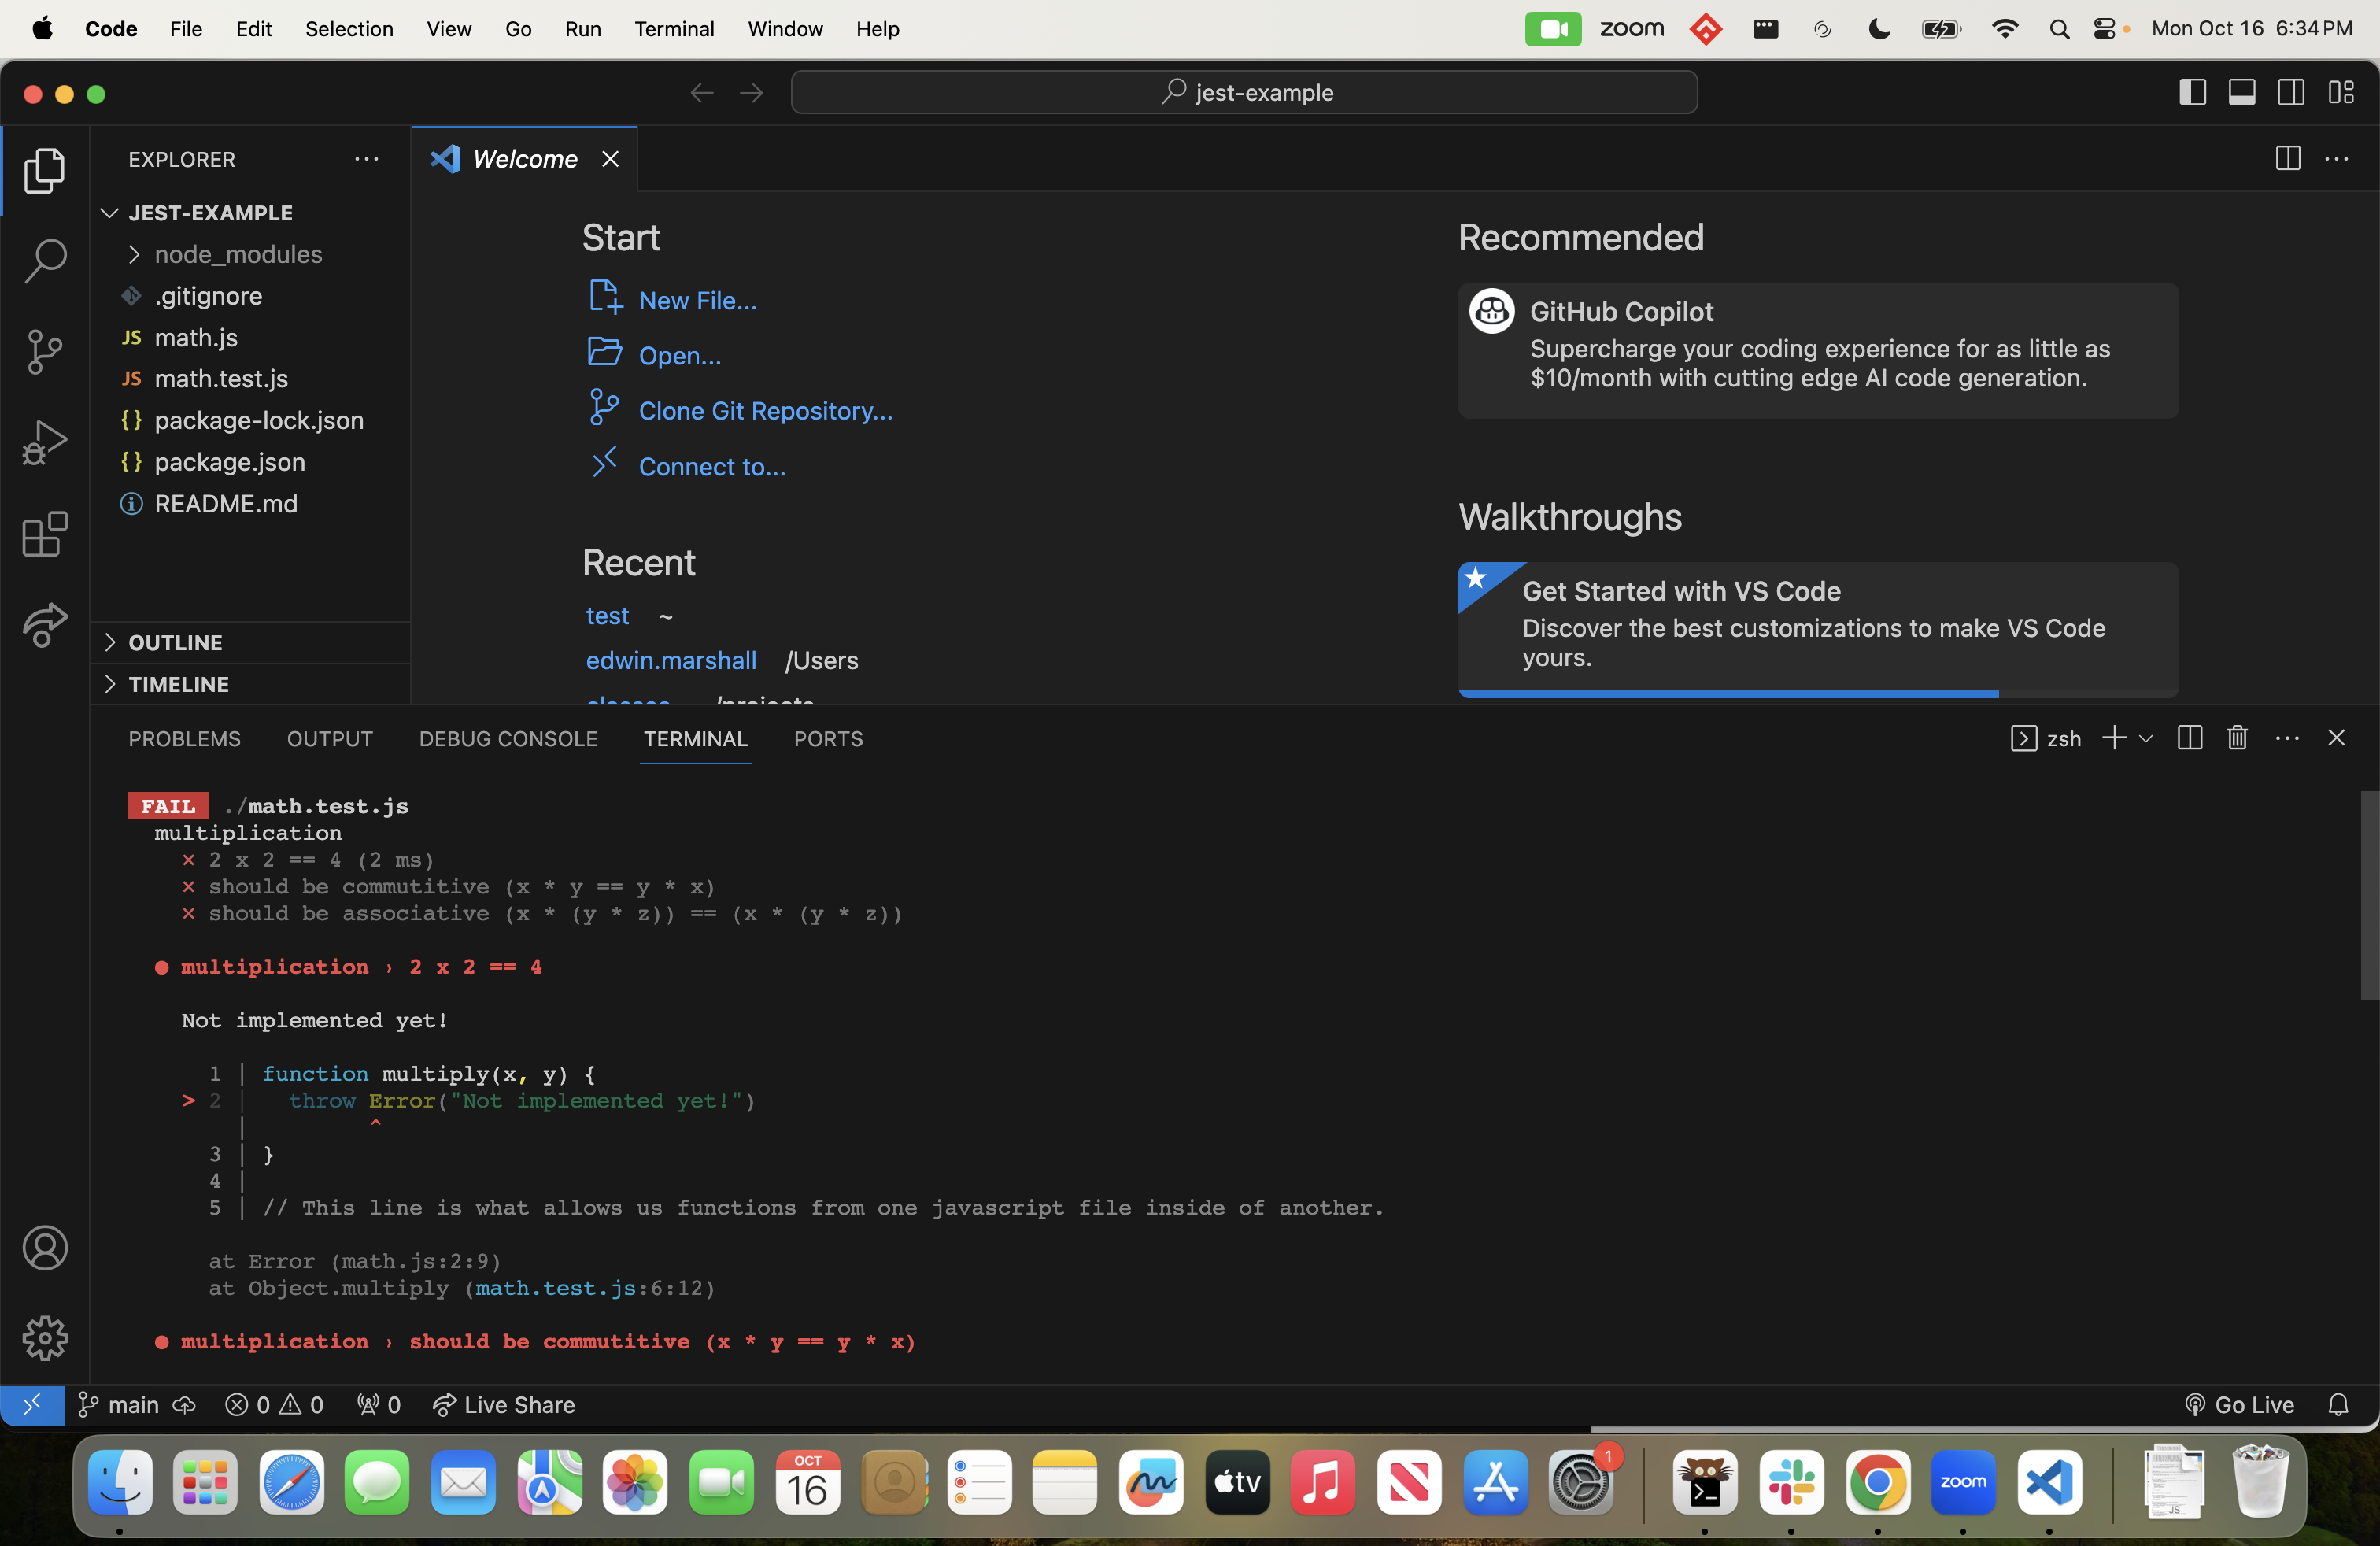 Code File Edit Selection View Go Run Terminal Window Help zoom Mon Oct 16 6:34 PM
jest-example
EXPLORER
Welcome
JEST-EXAMPLE
node_modules
.gitignore
JS math.js
JS math.test.js
{} package-lock.json
{} package.json
README.md
OUTLINE
TIMELINE
Start
New File...
Open...
Clone Git Repository...
Connect to...
Recent
test ~
edwin.marshall /Users
classes ~/projects
Recommended
GitHub Copilot
Supercharge your coding experience for as little as
$10/month with cutting edge AI code generation.
Walkthroughs
Get Started with VS Code
Discover the best customizations to make VS Code
yours.
PROBLEMS OUTPUT DEBUG CONSOLE TERMINAL PORTS zsh
FAIL ./math.test.js
multiplication
✕ 2 x 2 == 4 (2 ms)
✕ should be commutitive (x * y == y * x)
✕ should be associative (x * (y * z)) == (x * (y * z))
● multiplication › 2 x 2 == 4
Not implemented yet!
1 | function multiply(x, y) {
> 2 | throw Error("Not implemented yet!")
| ^
3 | }
4 |
5 | // This line is what allows us functions from one javascript file inside of another.
at Error (math.js:2:9)
at Object.multiply (math.test.js:6:12)
● multiplication › should be commutitive (x * y == y * x)
main 0 0 0 Live Share Go Live
OCT
16
tv
1
zoom
JS